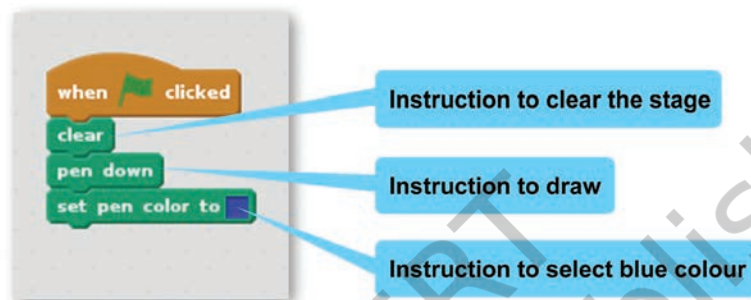 when clicked
clear
pen down
set pen color to
Instruction to clear the stage
Instruction to draw
Instruction to select blue colour